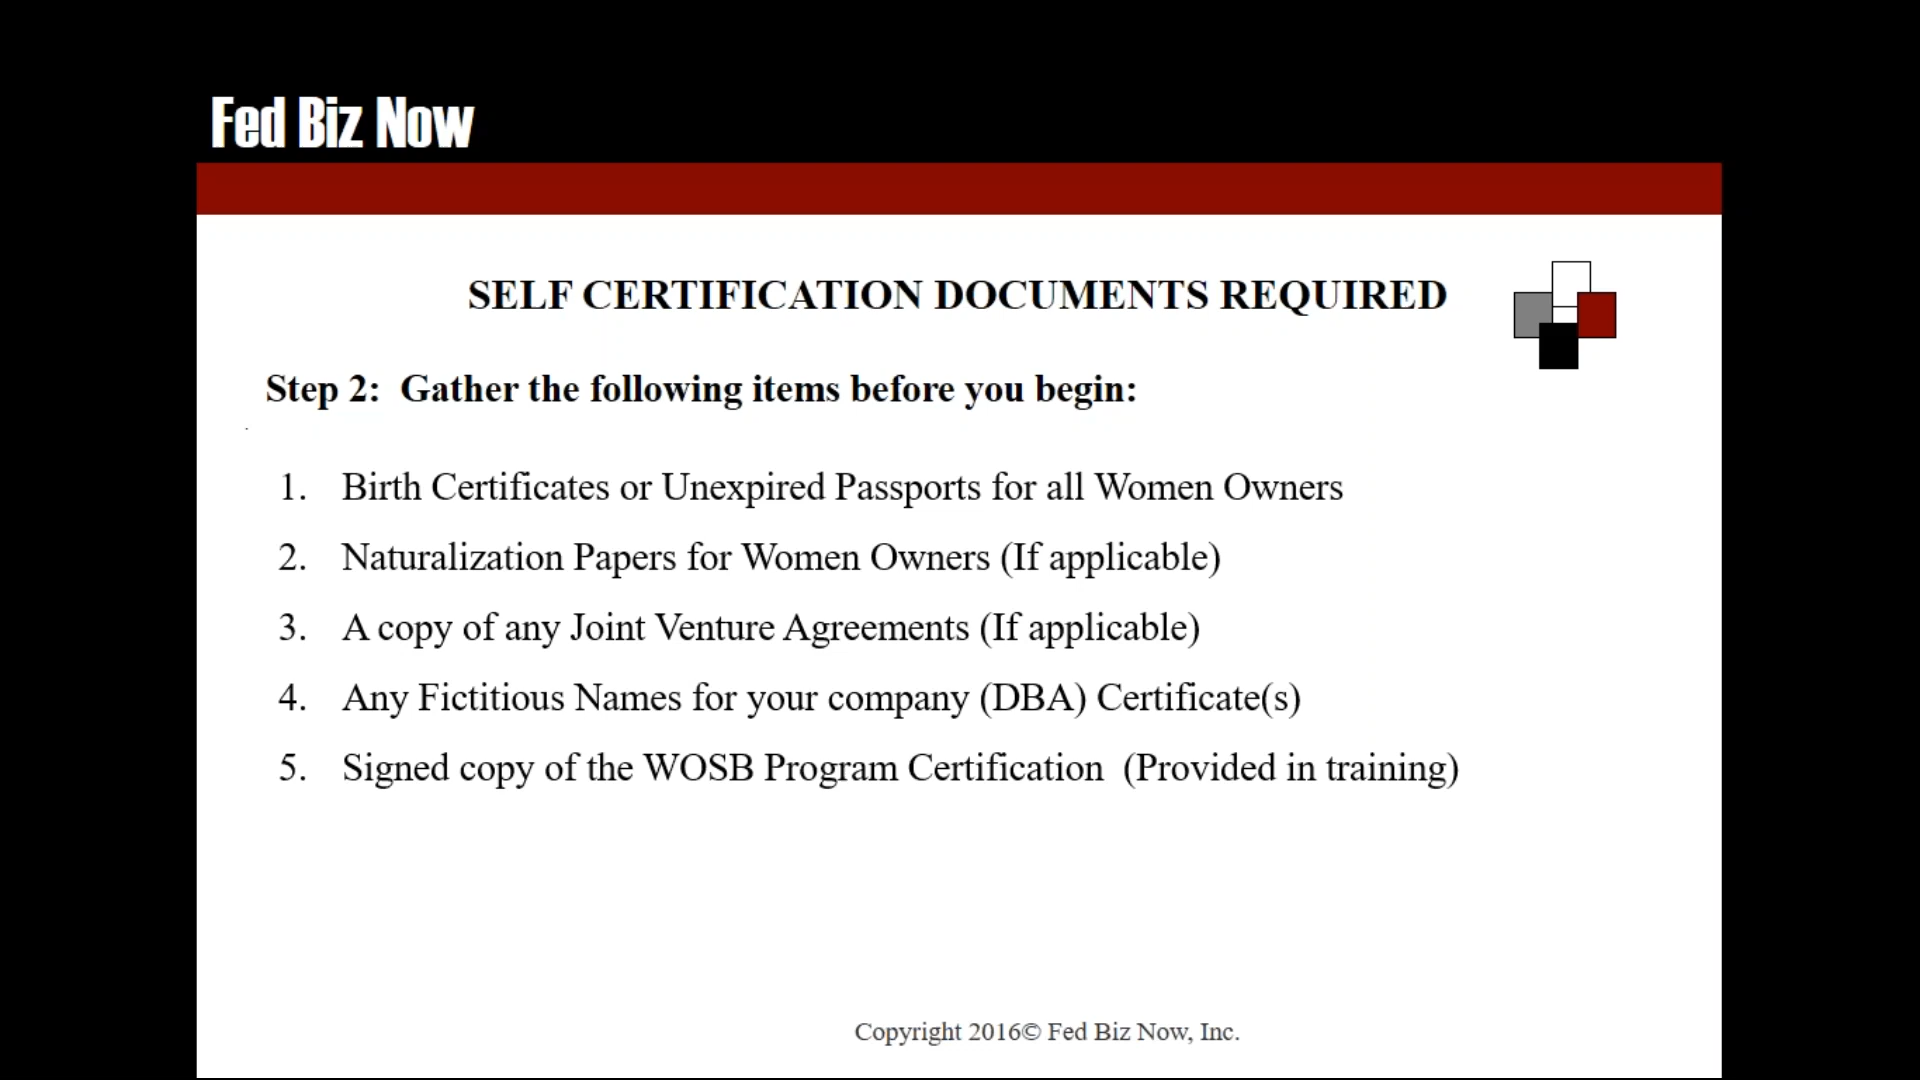 Fed Biz Now
SELF CERTIFICATION DOCUMENTS REQUIRED
Step 2:  Gather the following items before you begin:
1. Birth Certificates or Unexpired Passports for all Women Owners
2. Naturalization Papers for Women Owners (If applicable)
3. A copy of any Joint Venture Agreements (If applicable)
4. Any Fictitious Names for your company (DBA) Certificate(s)
5. Signed copy of the WOSB Program Certification  (Provided in training)
Copyright 2016© Fed Biz Now, Inc.